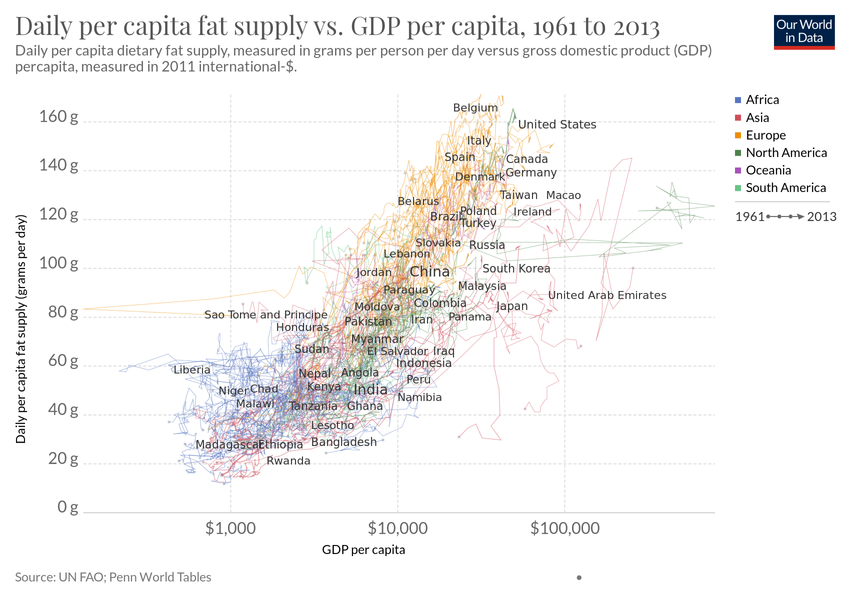 Daily per capita fat supply vs. GDP per capita, 1961 to 2013
Daily per capita dietary fat supply, measured in grams per person per day versus gross domestic product (GDP)
percapita, measured in 2011 international-$.
Our World
in Data
Africa
Asia
Europe
North America
Oceania
South America
1961 2013
Daily per capita fat supply (grams per day)
160 g
140 g
120 g
100 g
80 g
60 g
40 g
20 g
0 g
Belgium
United States
Italy
Spain
Canada
Germany
Denmark
Taiwan
Macao
Belarus
Poland
Ireland
Brazil
Turkey
Slovakia
Russia
Lebanon
South Korea
Jordan
China
Malaysia
Paraguay
United Arab Emirates
Colombia
Japan
Moldova
Sao Tome and Principe
Panama
Pakistan
Iran
Honduras
Myanmar
Sudan
El Salvador
Iraq
Indonesia
Liberia
Nepal
Angola
Peru
Niger
Chad
Kenya
India
Namibia
Malawi
Tanzania
Ghana
Lesotho
Madagascar
Ethiopia
Bangladesh
Rwanda
$1,000
$10,000
$100,000
GDP per capita
Source: UN FAO; Penn World Tables